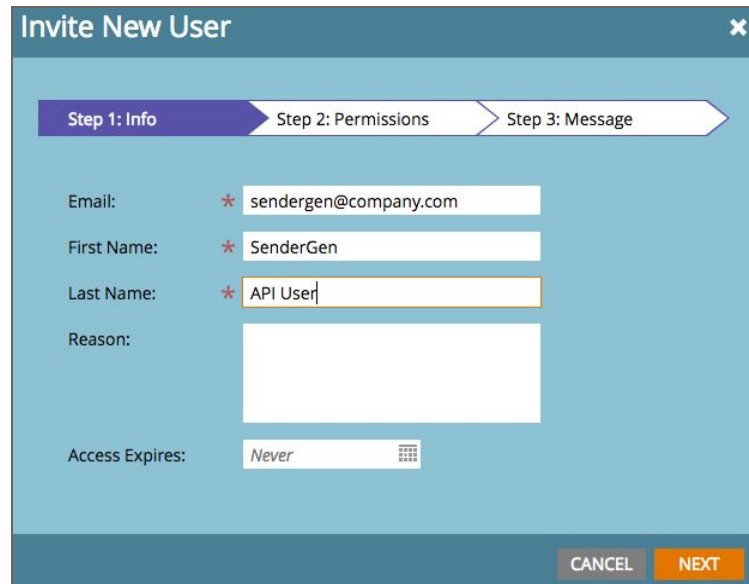 Invite New User
Step 1: Info
Step 2: Permissions
Step 3: Message
Email: * sendergen@company.com
First Name: * SenderGen
Last Name: * API User
Reason:
Access Expires: Never
CANCEL
NEXT